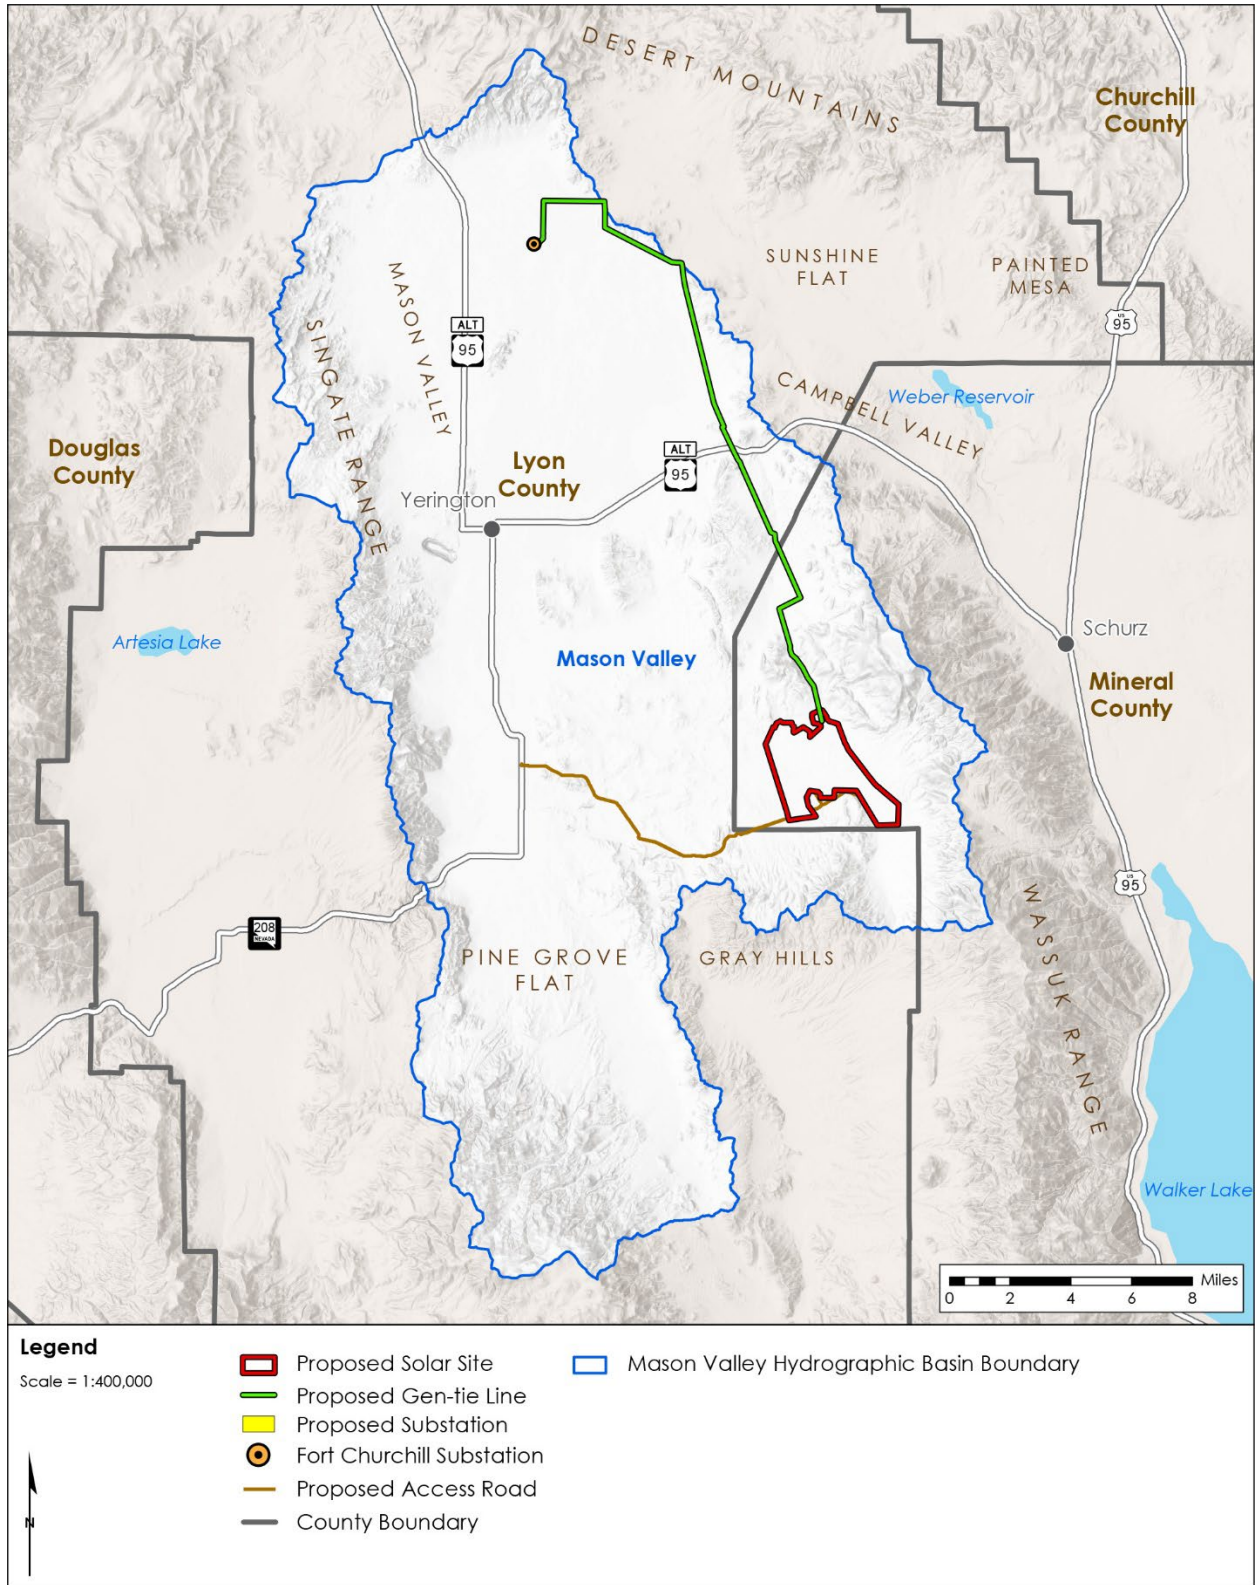 DESERT MOUNTAINS
Churchill
County
SUNSHINE
FLAT
PAINTED
MESA
MASON VALLEY
SINGATE RANGE
ALT
95
US
95
CAMPBELL VALLEY
Weber Reservoir
Douglas
County
Lyon
County
ALT
95
Yerington
Artesia Lake
Mason Valley
Schurz
Mineral
County
US
95
208
NEVADA
PINE GROVE
FLAT
GRAY HILLS
WASSUK RANGE
Walker Lake
Miles
0 2 4 6 8
Legend
Scale = 1:400,000
N
Proposed Solar Site
Proposed Gen-tie Line
Proposed Substation
Fort Churchill Substation
Proposed Access Road
County Boundary
Mason Valley Hydrographic Basin Boundary